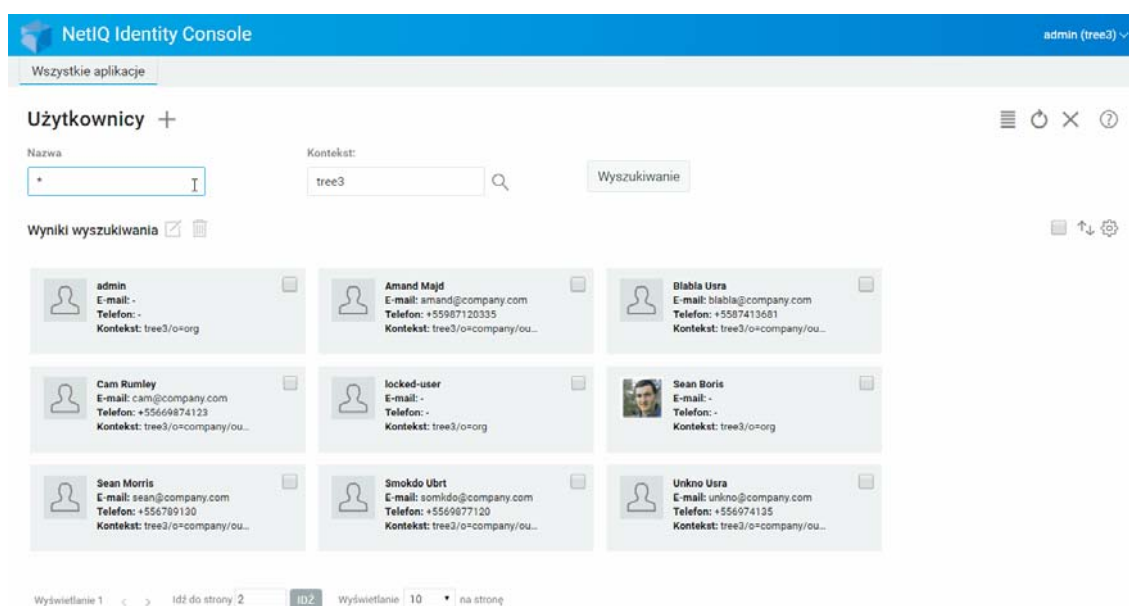 NetIQ Identity Console
admin (tree3)
Wszystkie aplikacje
Użytkownicy
Nazwa
Kontekst:
*
tree3
Wyszukiwanie
Wyniki wyszukiwania
admin
E-mail: -
Telefon: -
Kontekst: tree3/o=org
Amand Majd
E-mail: amand@company.com
Telefon: +55987120335
Kontekst: tree3/o=company/ou...
Blabla Usra
E-mail: blabla@company.com
Telefon: +5587413681
Kontekst: tree3/o=company/ou...
Cam Rumley
E-mail: cam@company.com
Telefon: +55669874123
Kontekst: tree3/o=company/ou...
locked-user
E-mail: -
Telefon: -
Kontekst: tree3/o=org
Sean Boris
E-mail: -
Telefon: -
Kontekst: tree3/o=org
Sean Morris
E-mail: sean@company.com
Telefon: +556789130
Kontekst: tree3/o=company/ou...
Smokdo Ubrt
E-mail: somkdo@company.com
Telefon: +5569877120
Kontekst: tree3/o=company/ou...
Unkno Usra
E-mail: unkno@company.com
Telefon: +556974135
Kontekst: tree3/o=company/ou...
Wyświetlanie 1 < > Idź do strony 2 IDŹ Wyświetlanie 10 na stronę